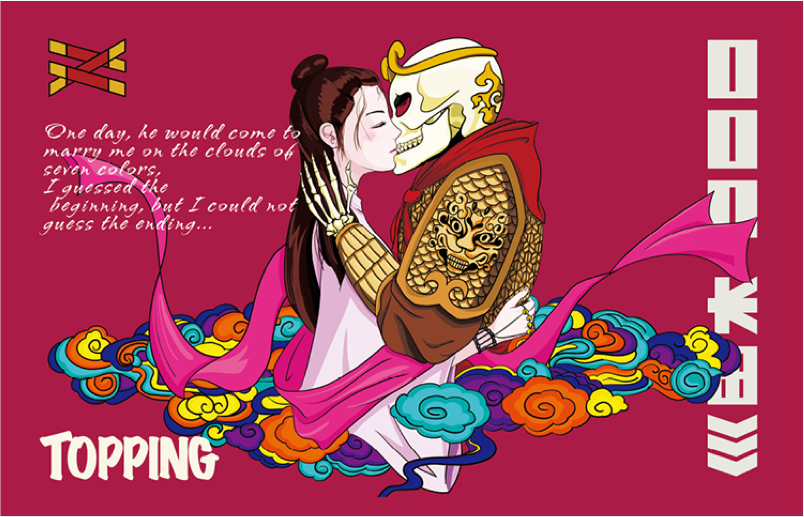 One day, he would come to
marry me on the clouds of
seven colors,
I guessed the
beginning, but I could not
guess the ending...
TOPPING